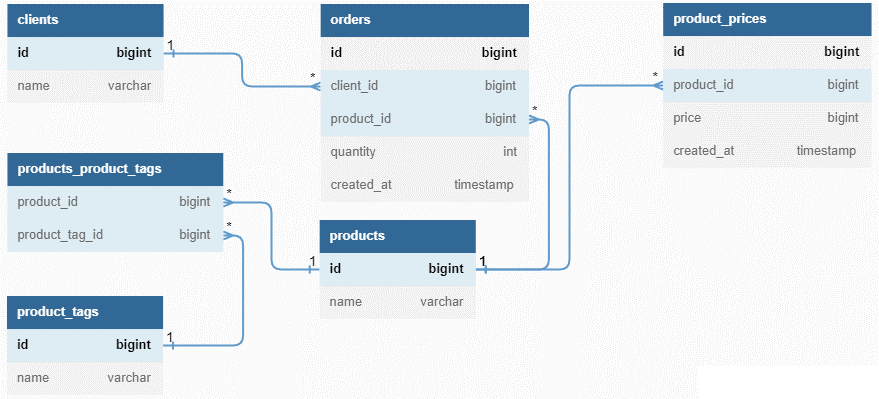 clients
id bigint
name varchar
orders
id bigint
client_id bigint
product_id bigint
quantity int
created_at timestamp
product_prices
id bigint
product_id bigint
price bigint
created_at timestamp
products_product_tags
product_id bigint
product_tag_id bigint
products
id bigint
name varchar
product_tags
id bigint
name varchar
1
*
*
*
*
*
1
1
1